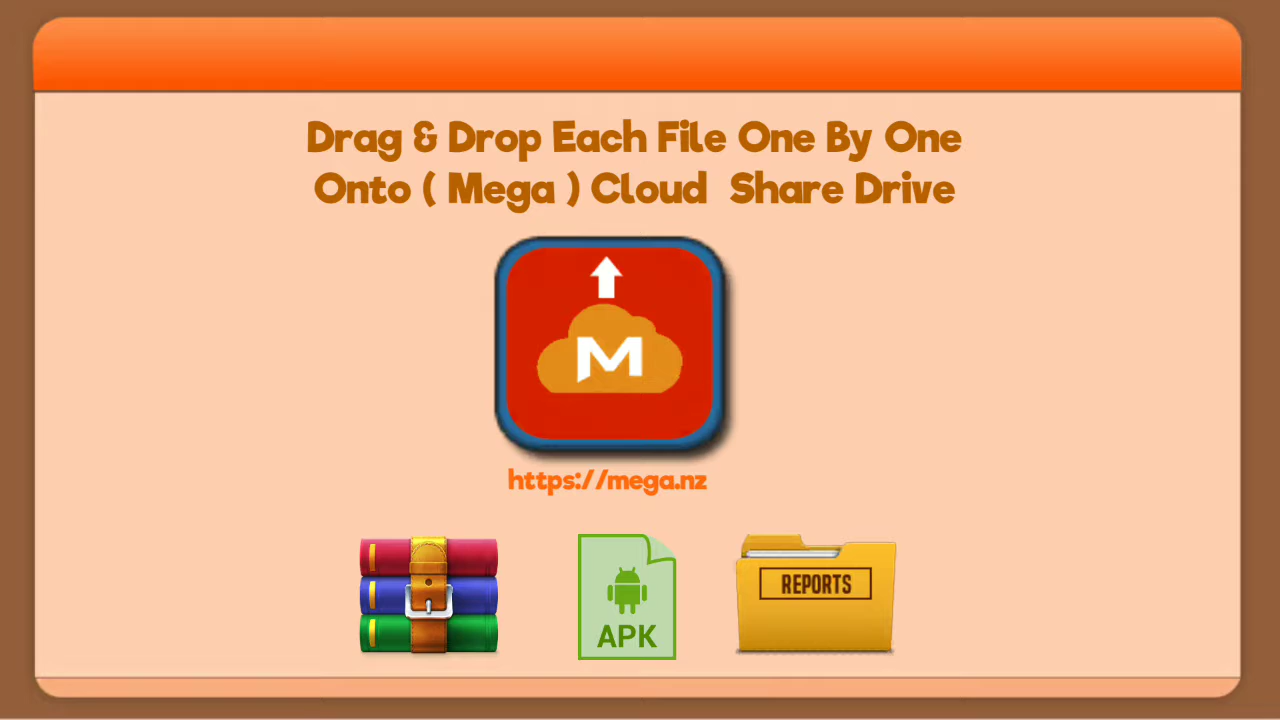 Drag & Drop Each File One By One
Onto ( Mega ) Cloud Share Drive
M
https://mega.nz
APK
REPORTS